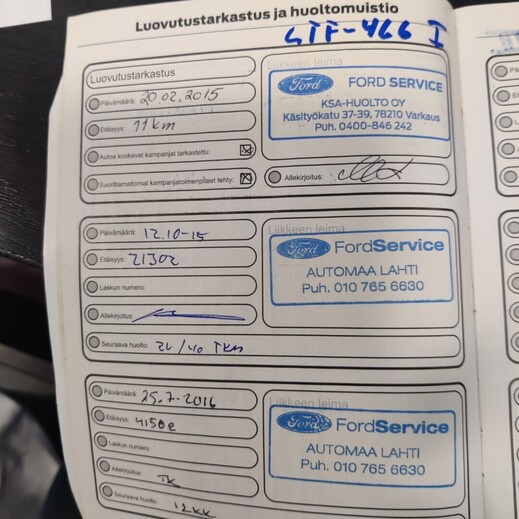 Luovutustarkastus ja huoltomuistio
GTF-466 I
Luovutustarkastus
Päivämäärä: 20.02.2015
Etäisyys: 11 km
Autoa koskevat kampanjat tarkastettu:
Suorittamattomat kampanjatoimenpiteet tehty:
Liikkeen leima
Ford FORD SERVICE
KSA-HUOLTO OY
Käsityökatu 37-39, 78210 Varkaus
Puh. 0400-846 242
Allekirjoitus:
Päivämäärä: 12.10-15
Etäisyys: 21302
Laskun numero:
Allekirjoitus:
Seuraava huolto: 24/40 TKM
Liikkeen leima
Ford FordService
AUTOMAA LAHTI
Puh. 010 765 6630
Päivämäärä: 25.7-2016
Etäisyys:
Laskun numero:
Allekirjoitus:
Seuraava huolto: 12KK
Liikkeen leima
Ford FordService
AUTOMAA LAHTI
Puh. 010 765 6630